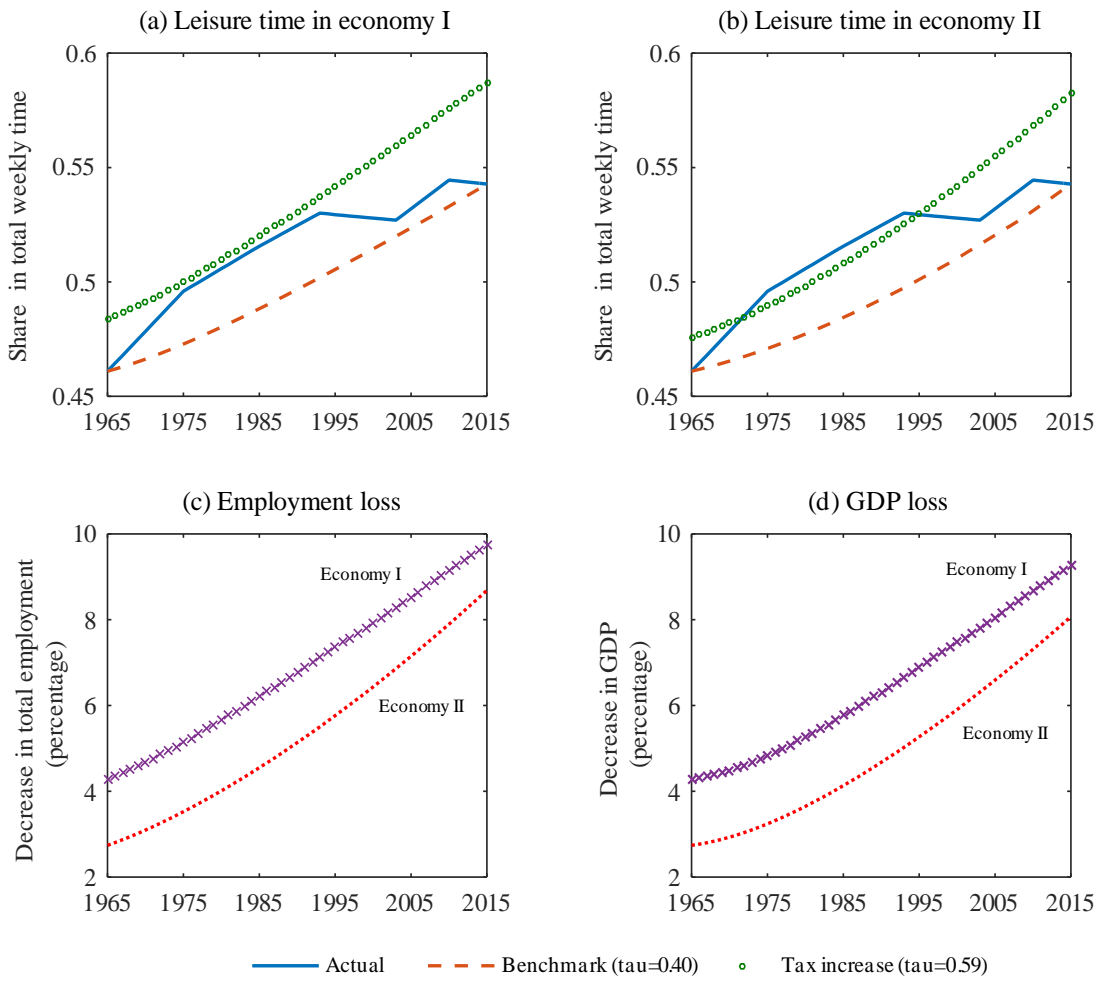 (a) Leisure time in economy I
(b) Leisure time in economy II
Share in total weekly time
0.6
0.55
0.5
0.45
1965 1975 1985 1995 2005 2015
Share in total weekly time
0.6
0.55
0.5
0.45
1965 1975 1985 1995 2005 2015
(c) Employment loss
(d) GDP loss
Decrease in total employment
(percentage)
10
8
6
4
2
Economy I
Economy II
1965 1975 1985 1995 2005 2015
Decrease in GDP
(percentage)
10
8
6
4
2
Economy I
Economy II
1965 1975 1985 1995 2005 2015
Actual
Benchmark (tau=0.40)
Tax increase (tau=0.59)